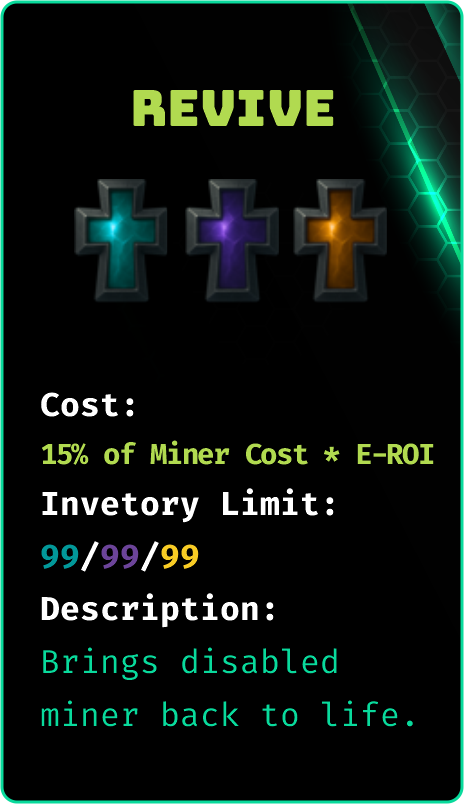 REVIVE
Cost:
15% of Miner Cost * E-ROI
Invetory Limit:
99/99/99
Description:
Brings disabled
miner back to life.